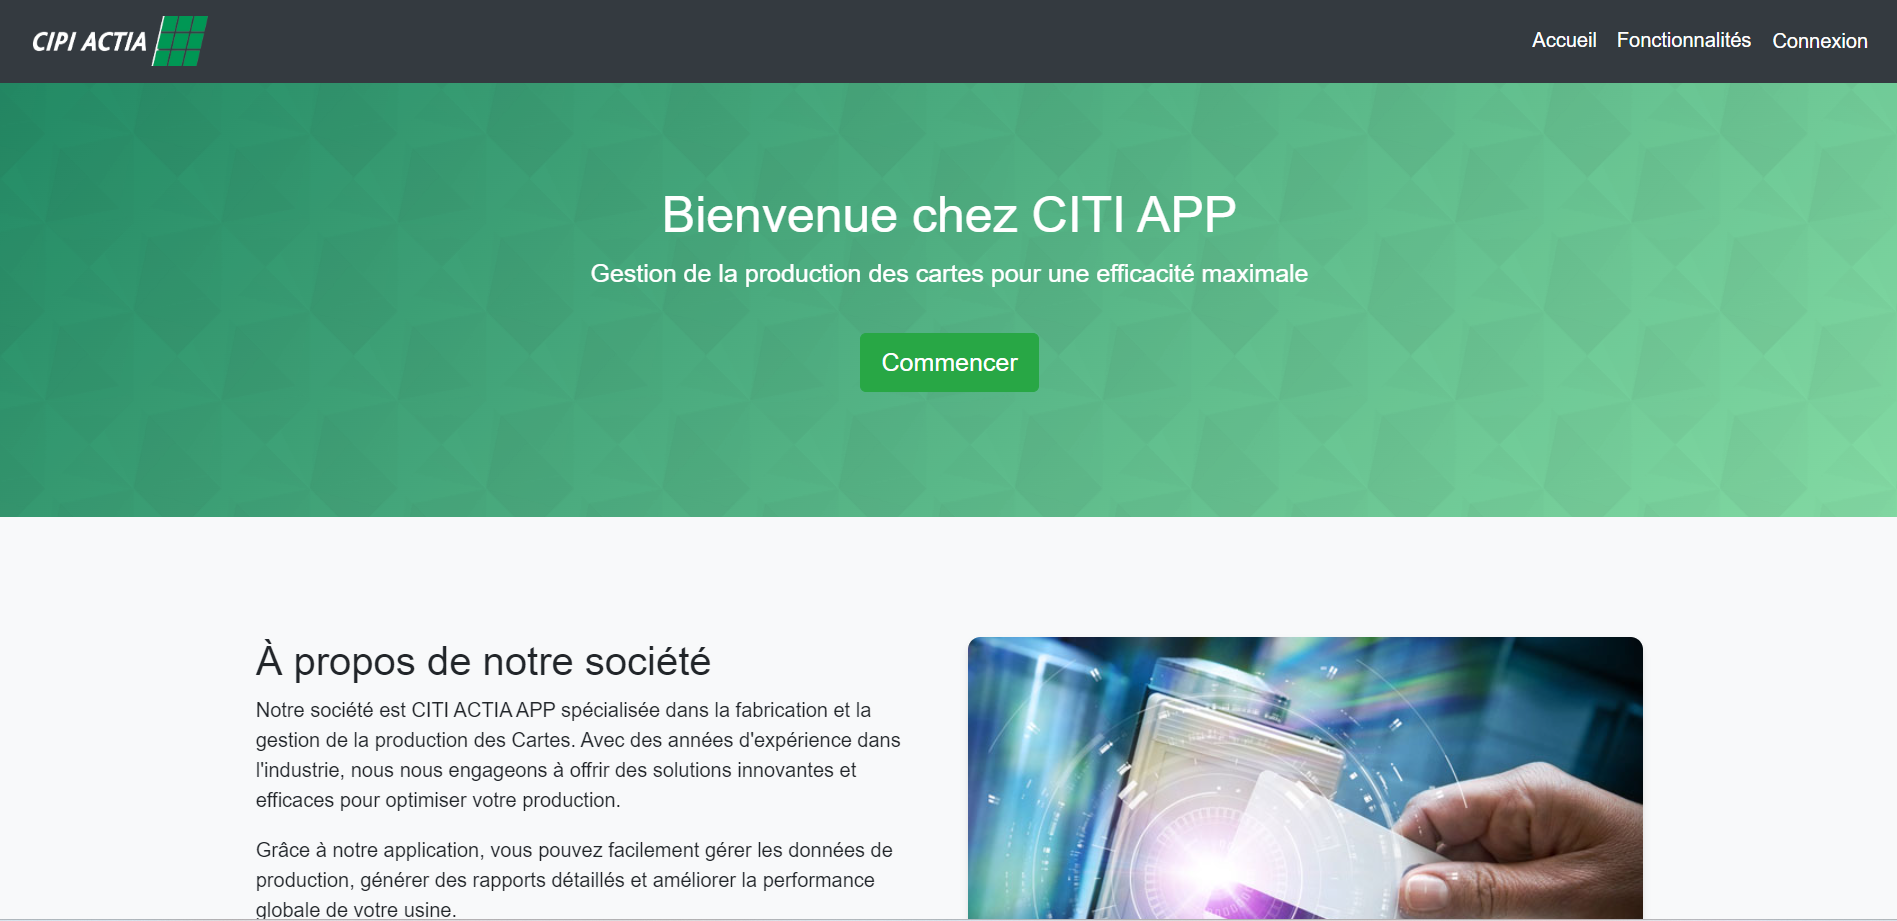 CIPI ACTIA
Accueil Fonctionnalités Connexion
Bienvenue chez CITI APP
Gestion de la production des cartes pour une efficacité maximale
Commencer
À propos de notre société
Notre société est CITI ACTIA APP spécialisée dans la fabrication et la
gestion de la production des Cartes. Avec des années d'expérience dans
l'industrie, nous nous engageons à offrir des solutions innovantes et
efficaces pour optimiser votre production.
Grâce à notre application, vous pouvez facilement gérer les données de
production, générer des rapports détaillés et améliorer la performance
globale de votre usine.